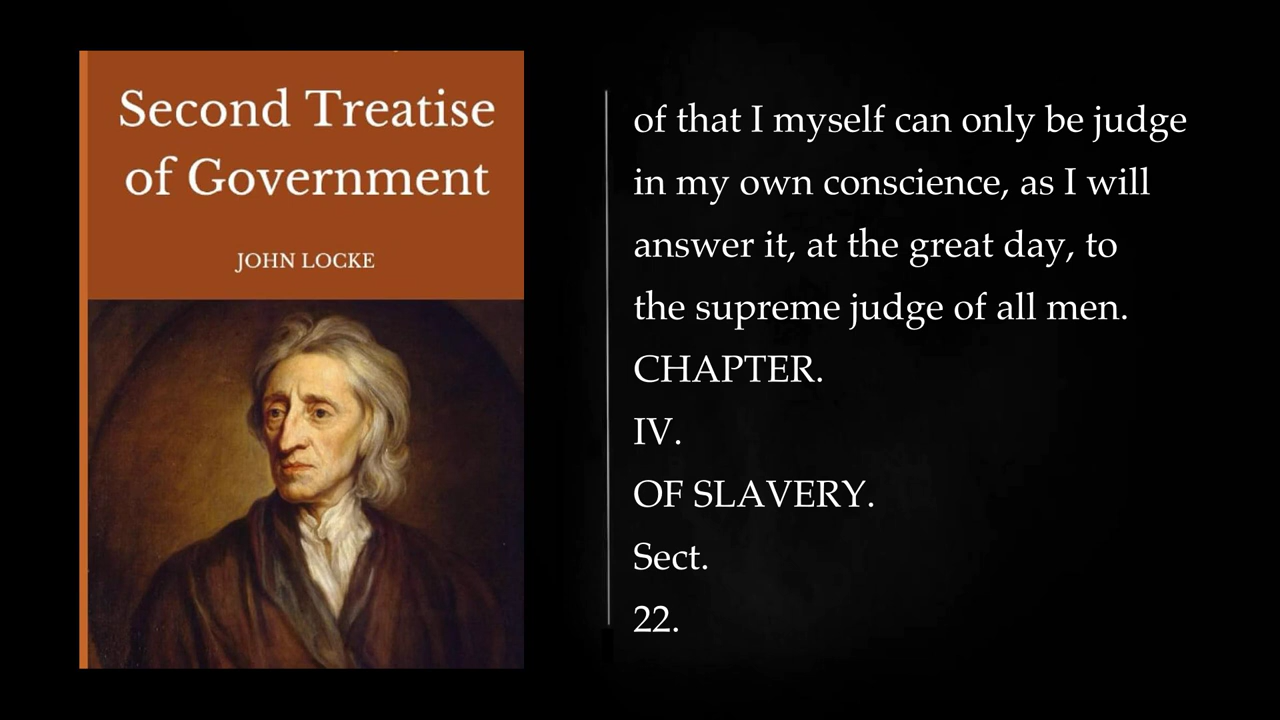 Second Treatise
of Government
JOHN LOCKE
of that I myself can only be judge
in my own conscience, as I will
answer it, at the great day, to
the supreme judge of all men.
CHAPTER.
IV.
OF SLAVERY.
Sect.
22.